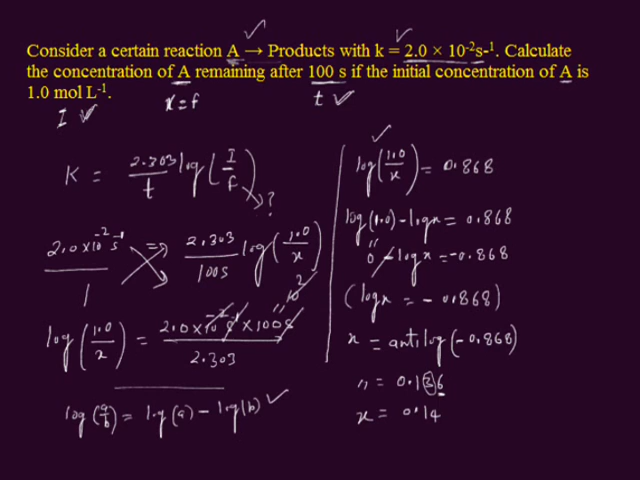 Consider a certain reaction A → Products with k = 2.0 × 10⁻²s-¹. Calculate
the concentration of A remaining after 100 s if the initial concentration of A is
1.0 mol L-¹.
I ✓ x = f t ✓
K = 2.303/t log (I/f)
x?
2.0×10⁻² s⁻¹/1 ⇒ 2.303/100s log (1.0/x)
log (1.0/x) = 2.0×10⁻² s⁻¹ × 100s/2.303
log (a/b) = log (a) - log (b) ✓
log (1.0/x) = 0.868
log (1.0) - log x = 0.868
0 - log x = -0.868
(log x = - 0.868)
x = antilog (-0.868)
,, = 0.136
x = 0.14